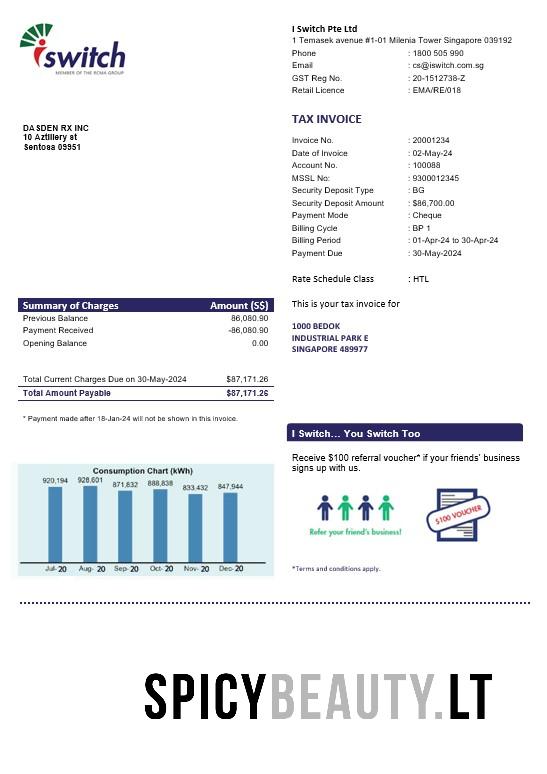 iswitch
MEMBER OF THE RCMA GROUP
I Switch Pte Ltd
1 Temasek avenue #1-01 Milenia Tower Singapore 039192
Phone : 1800 505 990
Email : cs@iswitch.com.sg
GST Reg No. : 20-1512738-Z
Retail Licence : EMA/RE/018
DASDEN RX INC
10 Aztillery st
Sentosa 09951
TAX INVOICE
Invoice No. : 20001234
Date of Invoice : 02-May-24
Account No. : 100088
MSSL No: : 9300012345
Security Deposit Type : BG
Security Deposit Amount : $86,700.00
Payment Mode : Cheque
Billing Cycle : BP 1
Billing Period : 01-Apr-24 to 30-Apr-24
Payment Due : 30-May-2024
Rate Schedule Class : HTL
This is your tax invoice for
1000 BEDOK
INDUSTRIAL PARK E
SINGAPORE 489977
Summary of Charges Amount (S$)
Previous Balance 86,080.90
Payment Received -86,080.90
Opening Balance 0.00
Total Current Charges Due on 30-May-2024 $87,171.26
Total Amount Payable $87,171.26
* Payment made after 18-Jan-24 will not be shown in this invoice.
I Switch... You Switch Too
Receive $100 referral voucher* if your friends' business
signs up with us.
Refer your friend's business!
$100 VOUCHER
*Terms and conditions apply.
Consumption Chart (kWh)
920,194 928,601 871,832 888,838 833,432 847,944
Jul- 20 Aug- 20 Sep- 20 Oct- 20 Nov- 20 Dec- 20
SPICYBEAUTY.LT